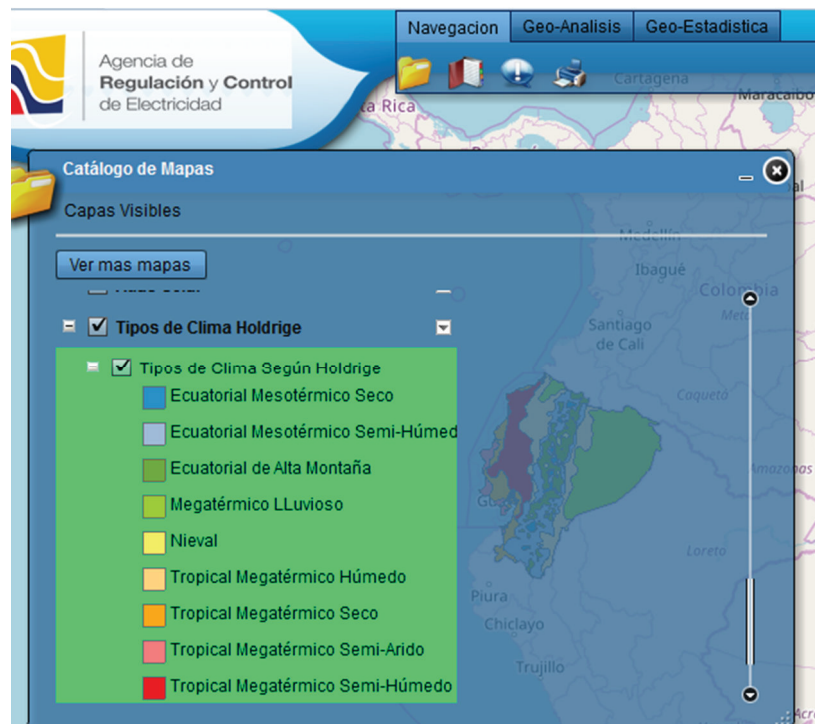 Navegacion
Geo-Analisis
Geo-Estadistica
Agencia de
Regulación y Control
de Electricidad
Cartagena
Maracaibo
ta Rica
Catálogo de Mapas
Capas Visibles
Medellín
Ver mas mapas
Ibagué
Colombia
Meta
Tipos de Clima Holdrige
Santiago
de Cali
Tipos de Clima Según Holdrige
Ecuatorial Mesotérmico Seco
Caquetá
Ecuatorial Mesotérmico Semi-Húmed
Ecuatorial de Alta Montaña
Amazonas
Megatérmico LLuvioso
Nieval
Loreto
Tropical Megatérmico Húmedo
Piura
Tropical Megatérmico Seco
Chiclayo
Tropical Megatérmico Semi-Arido
Trujillo
Tropical Megatérmico Semi-Húmedo
Acre